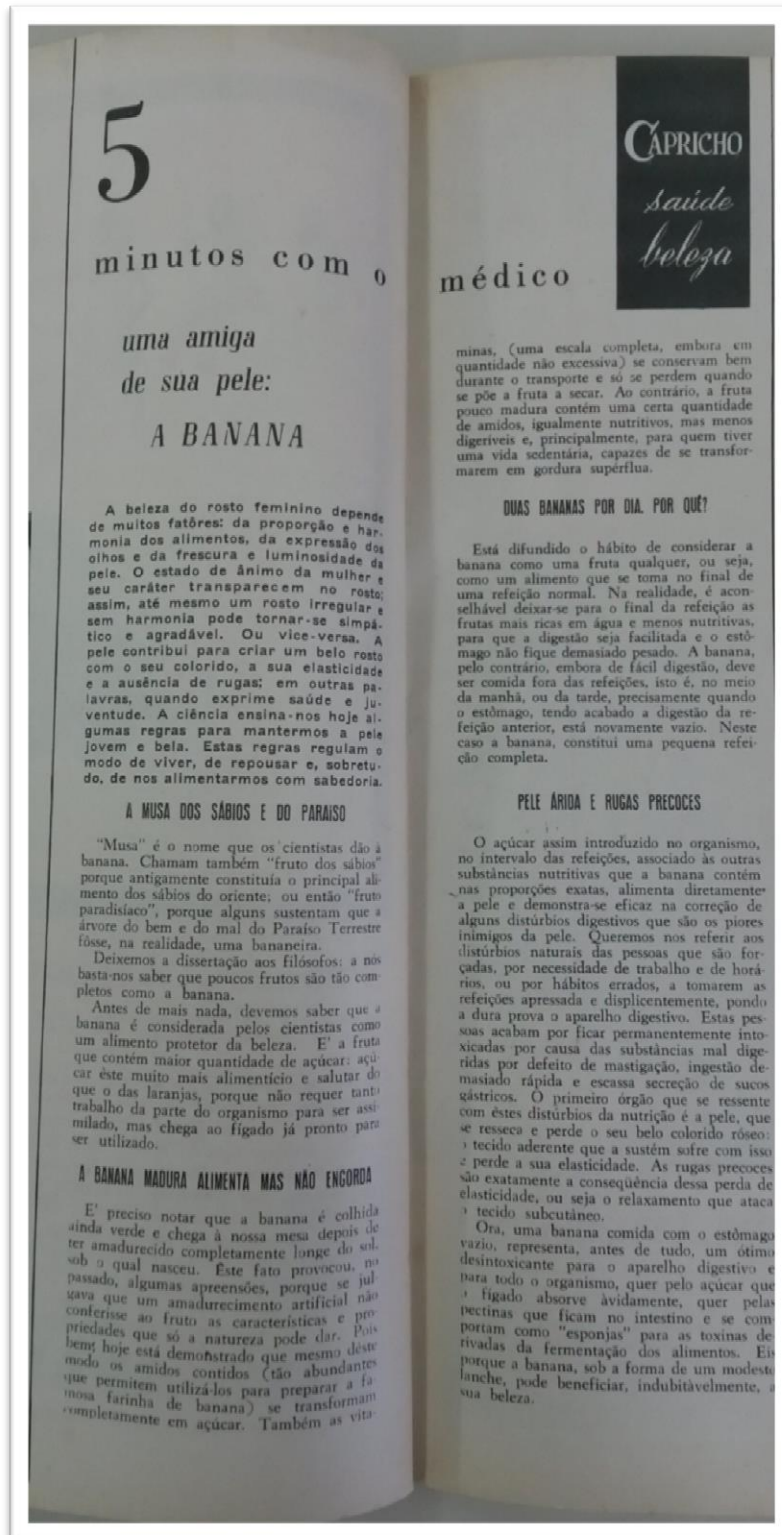 5
minutos com o médico
CAPRICHO
saúde
beleza
uma amiga
de sua pele:
A BANANA
A beleza do rosto feminino depende
de muitos fatôres: da proporção e har-
monia dos alimentos, da expressão dos
olhos e da frescura e luminosidade da
pele. O estado de ânimo da mulher e
seu caráter transparecem no rosto;
assim, até mesmo um rosto irregular e
sem harmonia pode tornar-se simpá-
tico e agradável. Ou vice-versa. A
pele contribui para criar um belo rosto
com o seu colorido, a sua elasticidade
e a ausência de rugas; em outras pa-
lavras, quando exprime saúde e ju-
ventude. A ciência ensina-nos hoje al-
gumas regras para mantermos a pele
jovem e bela. Estas regras regulam o
modo de viver, de repousar e, sobretu-
do, de nos alimentarmos com sabedoria.
A MUSA DOS SÁBIOS E DO PARAISO
"Musa" é o nome que os cientistas dão à
banana. Chamam também "fruto dos sábios"
porque antigamente constituía o principal ali-
mento dos sábios do oriente; ou então "fruto
paradisíaco", porque alguns sustentam que a
árvore do bem e do mal do Paraíso Terrestre
fôsse, na realidade, uma bananeira.
Deixemos a dissertação aos filósofos: a nós
basta-nos saber que poucos frutos são tão com-
pletos como a banana.
Antes de mais nada, devemos saber que a
banana é considerada pelos cientistas como
um alimento protetor da beleza. E' a fruta
que contém maior quantidade de açúcar: açú-
car êste muito mais alimentício e salutar do
que o das laranjas, porque não requer tanto
trabalho da parte do organismo para ser assi-
milado, mas chega ao fígado já pronto para
ser utilizado.
A BANANA MADURA ALIMENTA MAS NÃO ENGORDA
E' preciso notar que a banana é colhida
ainda verde e chega à nossa mesa depois de
ter amadurecido completamente longe do sol,
sob o qual nasceu. Êste fato provocou, no
passado, algumas apreensões, porque se jul-
gava que um amadurecimento artificial não
conferisse ao fruto as características e pro-
priedades que só a natureza pode dar. Pois
bem; hoje está demonstrado que mesmo dêste
modo os amidos contidos (tão abundantes
que permitem utilizá-los para preparar a fa-
mosa farinha de banana) se transformam
completamente em açúcar. Também as vita-
minas, (uma escala completa, embora em
quantidade não excessiva) se conservam bem
durante o transporte e só se perdem quando
se põe a fruta a secar. Ao contrário, a fruta
pouco madura contém uma certa quantidade
de amidos, igualmente nutritivos, mas menos
digeríveis e, principalmente, para quem tiver
uma vida sedentária, capazes de se transfor-
marem em gordura supérflua.
DUAS BANANAS POR DIA. POR QUÊ?
Está difundido o hábito de considerar a
banana como uma fruta qualquer, ou seja,
como um alimento que se toma no final de
uma refeição normal. Na realidade, é acon-
selhável deixar-se para o final da refeição as
frutas mais ricas em água e menos nutritivas,
para que a digestão seja facilitada e o estô-
mago não fique demasiado pesado. A banana,
pelo contrário, embora de fácil digestão, deve
ser comida fora das refeições, isto é, no meio
da manhã, ou da tarde, precisamente quando
o estômago, tendo acabado a digestão da re-
feição anterior, está novamente vazio. Neste
caso a banana, constitui uma pequena refei-
ção completa.
PELE ÁRIDA E RUGAS PRECOCES
O açúcar assim introduzido no organismo,
no intervalo das refeições, associado às outras
substâncias nutritivas que a banana contém
nas proporções exatas, alimenta diretamente
a pele e demonstra-se eficaz na correção de
alguns distúrbios digestivos que são os piores
inimigos da pele. Queremos nos referir aos
distúrbios naturais das pessoas que são for-
çadas, por necessidade de trabalho e de horá-
rios, ou por hábitos errados, a tomarem as
refeições apressada e displicentemente, pondo
a dura prova o aparelho digestivo. Estas pes-
soas acabam por ficar permanentemente into-
xicadas por causa das substâncias mal dige-
ridas por defeito de mastigação, ingestão de-
masiado rápida e escassa secreção de sucos
gástricos. O primeiro órgão que se ressente
com êstes distúrbios da nutrição é a pele, que
se resseca e perde o seu belo colorido róseo:
o tecido aderente que a sustém sofre com isso
e perde a sua elasticidade. As rugas precoces
são exatamente a conseqüência dessa perda de
elasticidade, ou seja o relaxamento que ataca
o tecido subcutâneo.
Ora, uma banana comida com o estômago
vazio, representa, antes de tudo, um ótimo
desintoxicante para o aparelho digestivo e
para todo o organismo, quer pelo açúcar que
o fígado absorve àvidamente, quer pelas
pectinas que ficam no intestino e se com-
portam como "esponjas" para as toxinas de-
rivadas da fermentação dos alimentos. Eis
porque a banana, sob a forma de um modesto
lanche, pode beneficiar, indubitàvelmente, a
sua beleza.